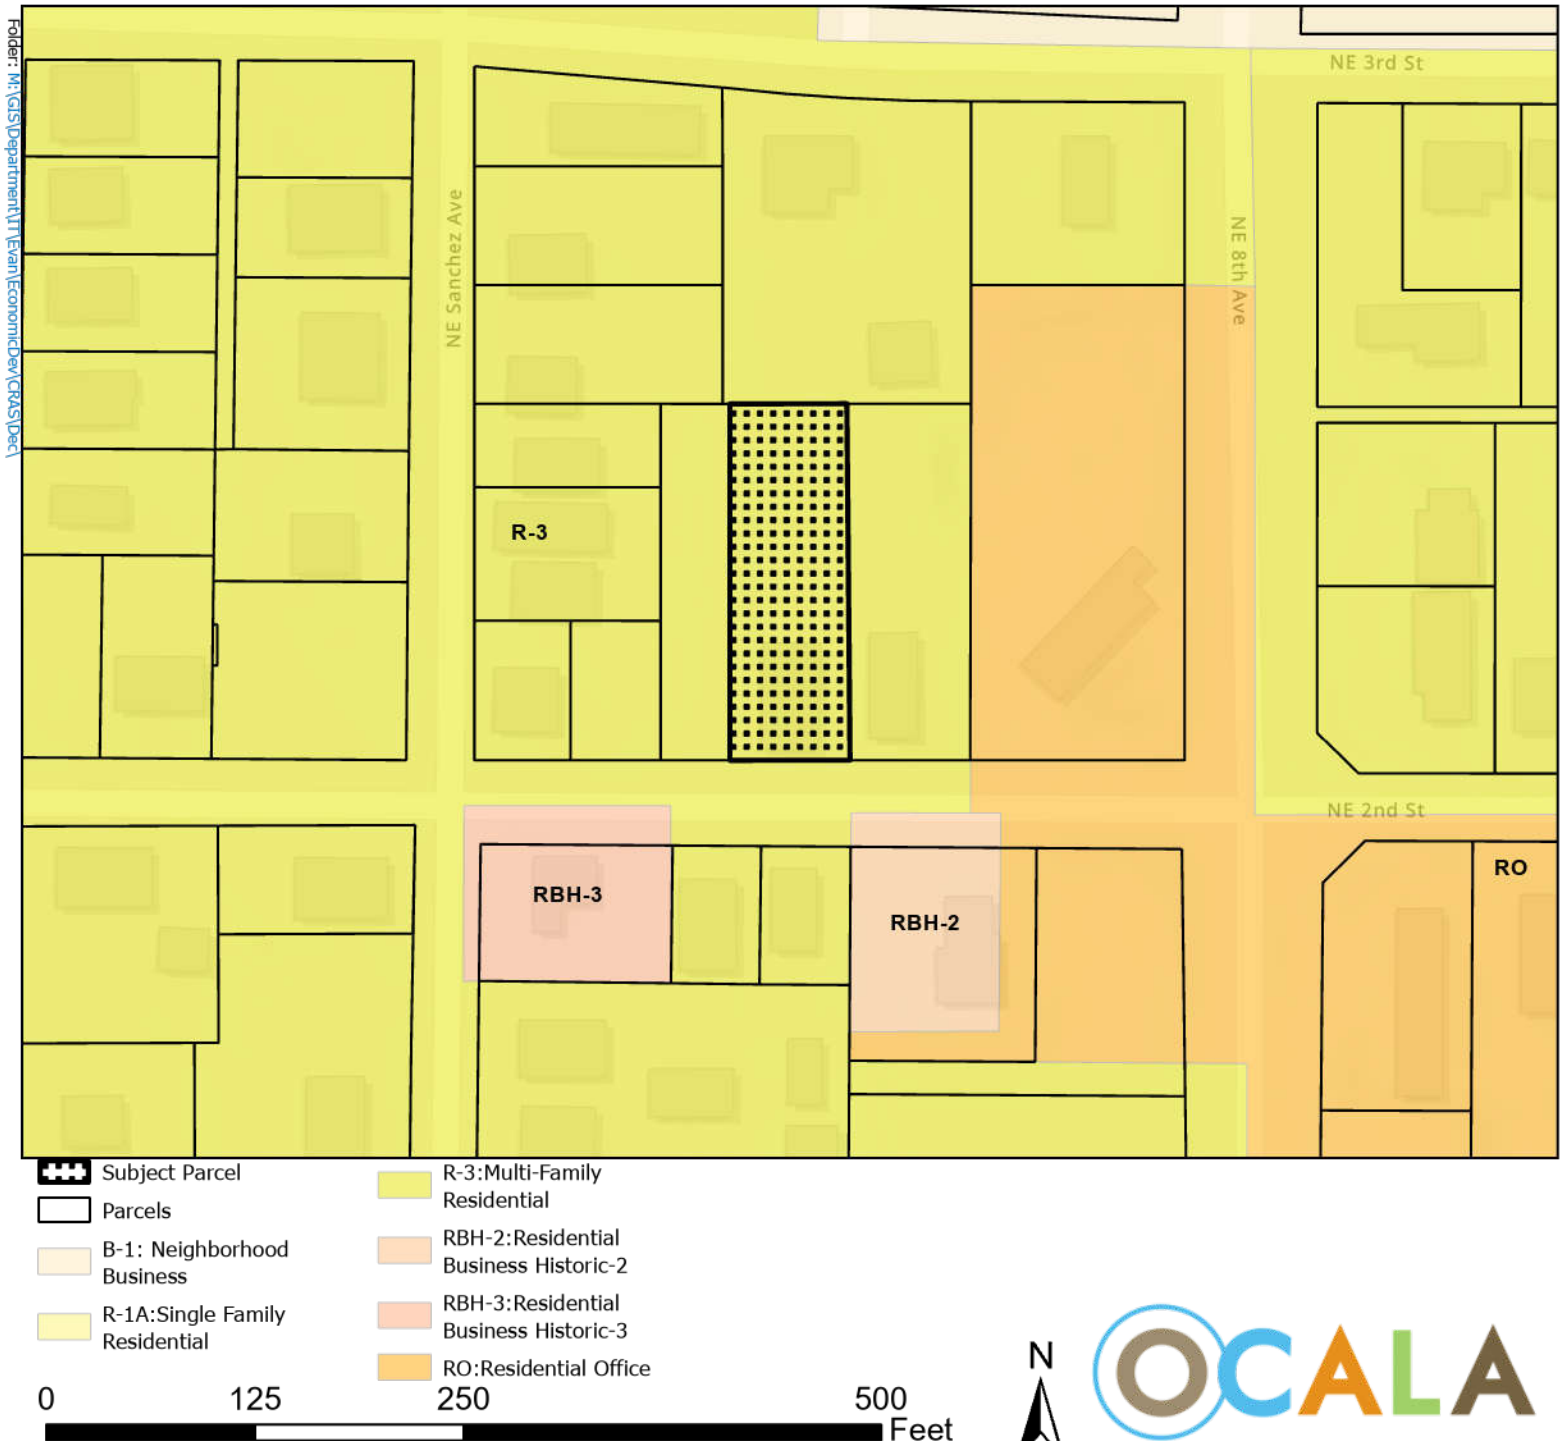 Folder: M:\GIS\Department\IT\Evan\EconomicDev\CRAS\Dec\
NE 3rd St
NE Sanchez Ave
NE 8th Ave
R-3
NE 2nd St
RO
RBH-3
RBH-2
Subject Parcel
Parcels
B-1: Neighborhood
Business
R-1A:Single Family
Residential
R-3:Multi-Family
Residential
RBH-2:Residential
Business Historic-2
RBH-3:Residential
Business Historic-3
RO:Residential Office
0 125 250 500
Feet
N
OCALA